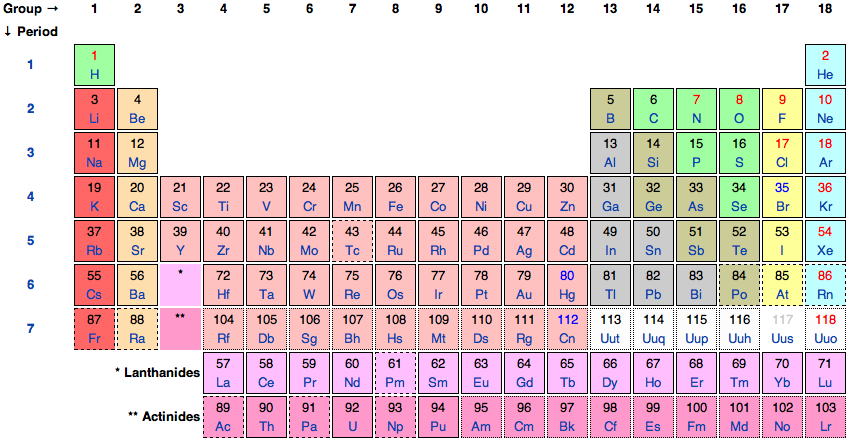 Group → 1 2 3 4 5 6 7 8 9 10 11 12 13 14 15 16 17 18
↓ Period
1 1 2
H He
2 3 4 5 6 7 8 9 10
Li Be B C N O F Ne
3 11 12 13 14 15 16 17 18
Na Mg Al Si P S Cl Ar
4 19 20 21 22 23 24 25 26 27 28 29 30 31 32 33 34 35 36
K Ca Sc Ti V Cr Mn Fe Co Ni Cu Zn Ga Ge As Se Br Kr
5 37 38 39 40 41 42 43 44 45 46 47 48 49 50 51 52 53 54
Rb Sr Y Zr Nb Mo Tc Ru Rh Pd Ag Cd In Sn Sb Te I Xe
6 55 56 * 72 73 74 75 76 77 78 79 80 81 82 83 84 85 86
Cs Ba Hf Ta W Re Os Ir Pt Au Hg Tl Pb Bi Po At Rn
7 87 88 ** 104 105 106 107 108 109 110 111 112 113 114 115 116 117 118
Fr Ra Rf Db Sg Bh Hs Mt Ds Rg Cn Uut Uuq Uup Uuh Uus Uuo
* Lanthanides 57 58 59 60 61 62 63 64 65 66 67 68 69 70 71
La Ce Pr Nd Pm Sm Eu Gd Tb Dy Ho Er Tm Yb Lu
** Actinides 89 90 91 92 93 94 95 96 97 98 99 100 101 102 103
Ac Th Pa U Np Pu Am Cm Bk Cf Es Fm Md No Lr